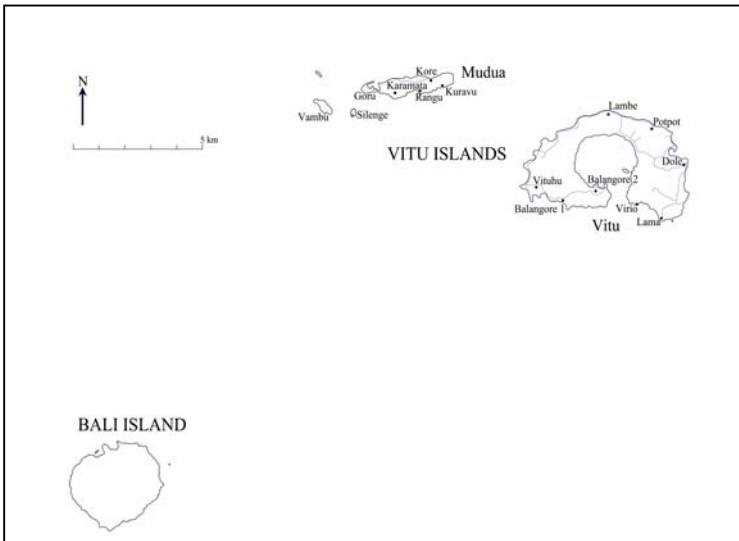 N
5 km
Kore
Mudua
Karamata
Goru
Rangu
Kuravu
Vambu
Silenge
VITU ISLANDS
Lambe
Potpot
Dole
Vituhu
Balangore 2
Balangore 1
Virio
Lama
Vitu
BALI ISLAND